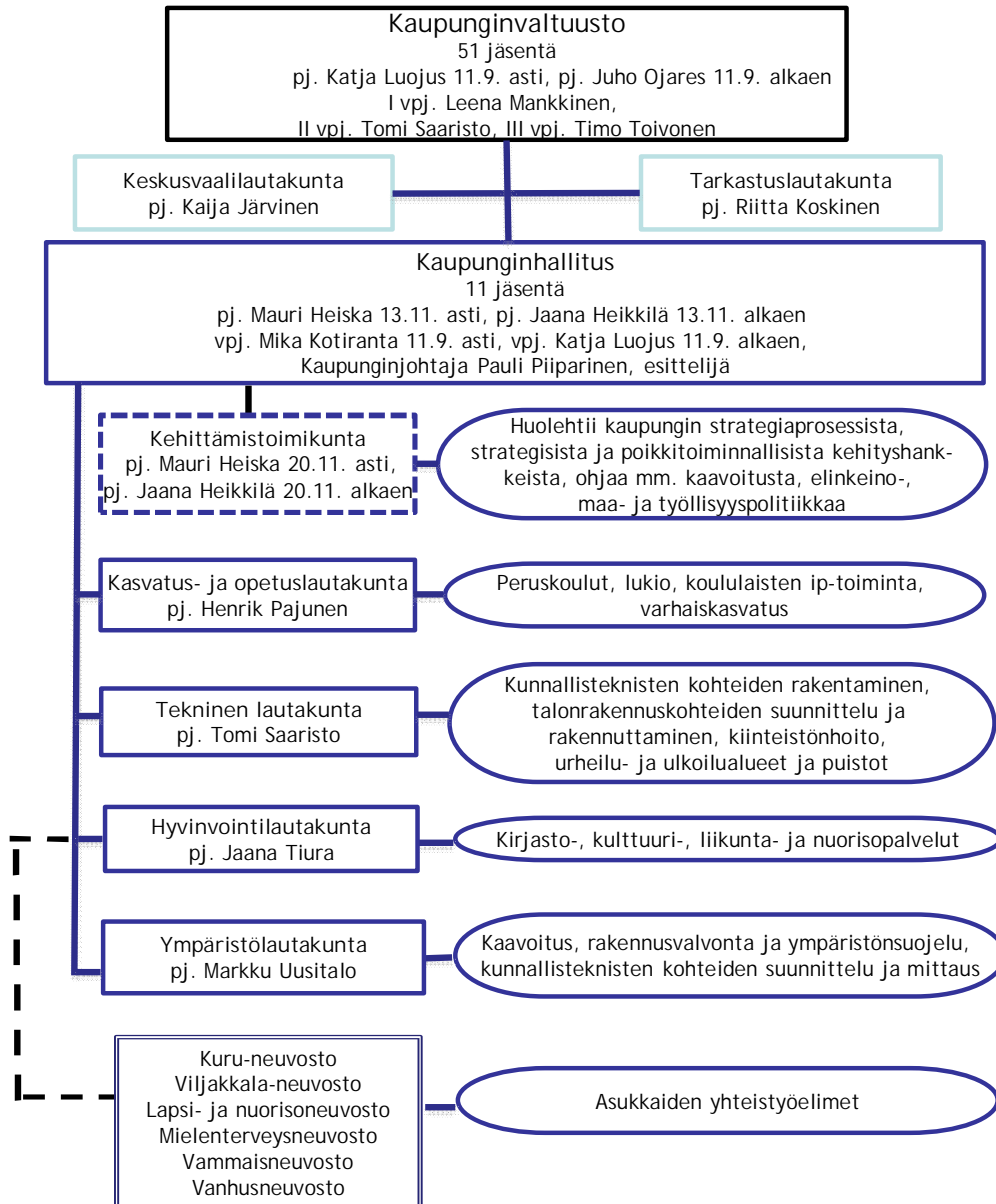 Kaupunginvaltuusto
51 jäsentä
pj. Katja Luojus 11.9. asti, pj. Juho Ojares 11.9. alkaen
I vpj. Leena Mankkinen,
II vpj. Tomi Saaristo, III vpj. Timo Toivonen
Keskusvaalilautakunta
pj. Kaija Järvinen
Tarkastuslautakunta
pj. Riitta Koskinen
Kaupunginhallitus
11 jäsentä
pj. Mauri Heiska 13.11. asti, pj. Jaana Heikkilä 13.11. alkaen
vpj. Mika Kotiranta 11.9. asti, vpj. Katja Luojus 11.9. alkaen,
Kaupunginjohtaja Pauli Piiparinen, esittelijä
Kehittämistoimikunta
pj. Mauri Heiska 20.11. asti,
pj. Jaana Heikkilä 20.11. alkaen
Huolehtii kaupungin strategiaprosessista,
strategisista ja poikkitoiminnallisista kehityshank-
keista, ohjaa mm. kaavoitusta, elinkeino-,
maa- ja työllisyyspolitiikkaa
Kasvatus- ja opetuslautakunta
pj. Henrik Pajunen
Peruskoulut, lukio, koululaisten ip-toiminta,
varhaiskasvatus
Tekninen lautakunta
pj. Tomi Saaristo
Kunnallisteknisten kohteiden rakentaminen,
talonrakennuskohteiden suunnittelu ja
rakennuttaminen, kiinteistönhoito,
urheilu- ja ulkoilualueet ja puistot
Hyvinvointilautakunta
pj. Jaana Tiura
Kirjasto-, kulttuuri-, liikunta- ja nuorisopalvelut
Ympäristölautakunta
pj. Markku Uusitalo
Kaavoitus, rakennusvalvonta ja ympäristönsuojelu,
kunnallisteknisten kohteiden suunnittelu ja mittaus
Kuru-neuvosto
Viljakkala-neuvosto
Lapsi- ja nuorisoneuvosto
Mielenterveysneuvosto
Vammaisneuvosto
Vanhusneuvosto
Asukkaiden yhteistyöelimet